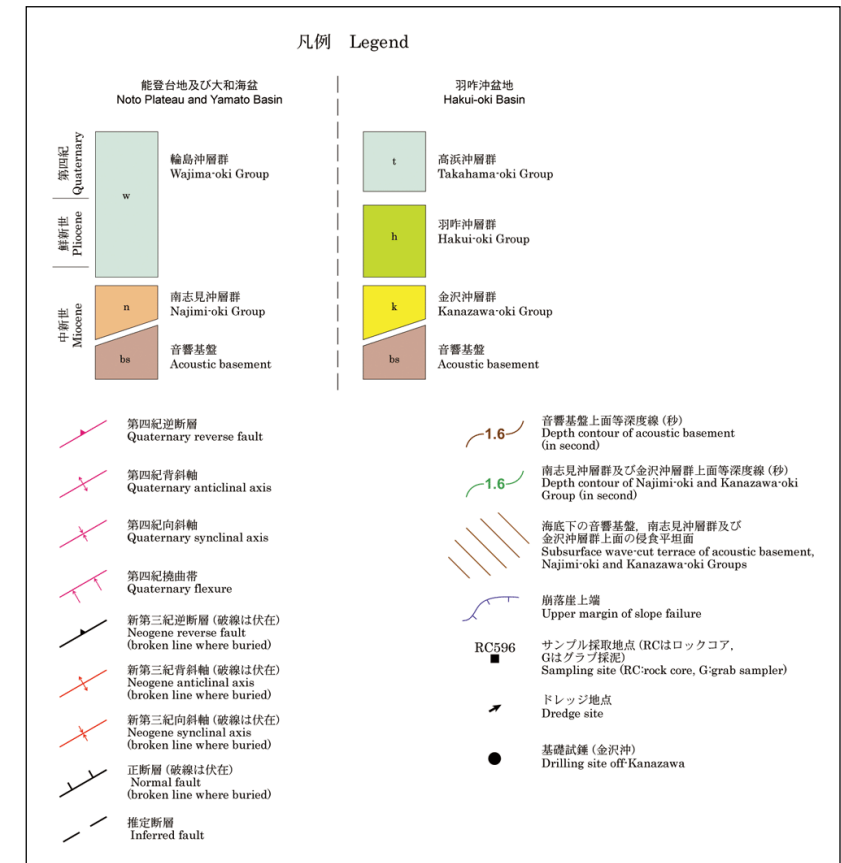 凡例 Legend
能登台地及び大和海盆
Noto Plateau and Yamato Basin
第四紀
Quaternary
鮮新世
Pliocene
中新世
Miocene
w
輪島沖層群
Wajima-oki Group
n
南志見沖層群
Najimi-oki Group
bs
音響基盤
Acoustic basement
羽咋沖盆地
Hakui-oki Basin
t
高浜沖層群
Takahama-oki Group
h
羽咋沖層群
Hakui-oki Group
k
金沢沖層群
Kanazawa-oki Group
bs
音響基盤
Acoustic basement
第四紀逆断層
Quaternary reverse fault
第四紀背斜軸
Quaternary anticlinal axis
第四紀向斜軸
Quaternary synclinal axis
第四紀撓曲帯
Quaternary flexure
新第三紀逆断層 (破線は伏在)
Neogene reverse fault
(broken line where buried)
新第三紀背斜軸 (破線は伏在)
Neogene anticlinal axis
(broken line where buried)
新第三紀向斜軸 (破線は伏在)
Neogene synclinal axis
(broken line where buried)
正断層 (破線は伏在)
Normal fault
(broken line where buried)
推定断層
Inferred fault
1.6
音響基盤上面等深度線 (秒)
Depth contour of acoustic basement
(in second)
1.6
南志見沖層群及び金沢沖層群上面等深度線 (秒)
Depth contour of Najimi-oki and Kanazawa-oki
Group (in second)
海底下の音響基盤, 南志見沖層群及び
金沢沖層群上面の侵食平坦面
Subsurface wave-cut terrace of acoustic basement,
Najimi-oki and Kanazawa-oki Groups
崩落崖上端
Upper margin of slope failure
RC596
サンプル採取地点 (RCはロックコア,
Gはグラブ採泥)
Sampling site (RC:rock core, G:grab sampler)
ドレッジ地点
Dredge site
基礎試錐 (金沢沖)
Drilling site off-Kanazawa